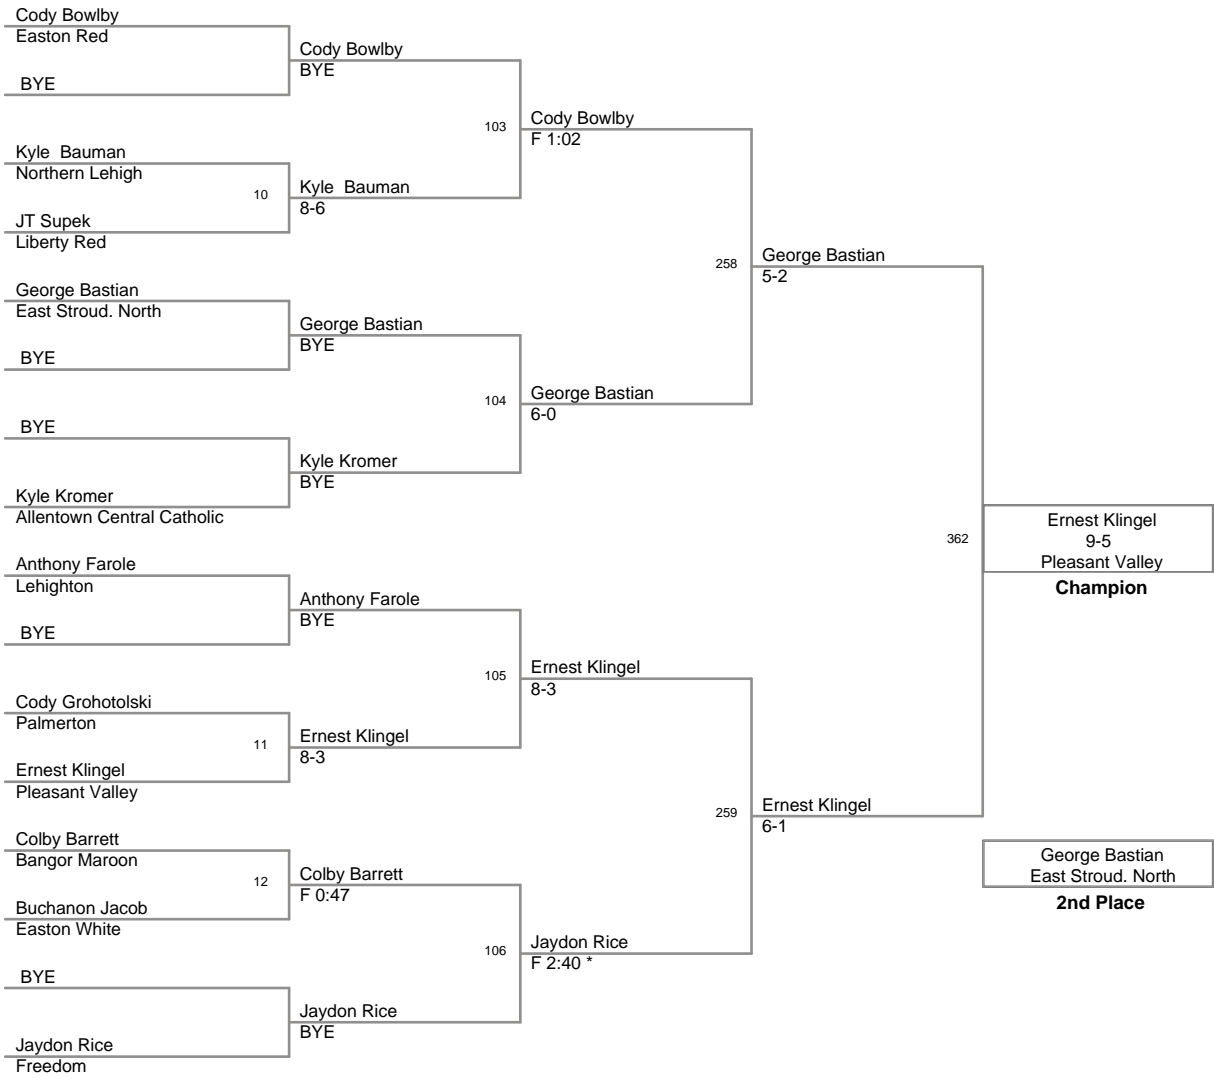 Cody Bowlby
Easton Red
BYE
Cody Bowlby
BYE
103
Cody Bowlby
F 1:02
Kyle  Bauman
Northern Lehigh
10
Kyle  Bauman
8-6
JT Supek
Liberty Red
258
George Bastian
5-2
George Bastian
East Stroud. North
George Bastian
BYE
BYE
104
George Bastian
6-0
BYE
Kyle Kromer
BYE
Kyle Kromer
Allentown Central Catholic
362
Ernest Klingel
9-5
Pleasant Valley
Champion
Anthony Farole
Lehighton
Anthony Farole
BYE
BYE
105
Ernest Klingel
8-3
Cody Grohotolski
Palmerton
11
Ernest Klingel
8-3
Ernest Klingel
Pleasant Valley
259
Ernest Klingel
6-1
Colby Barrett
Bangor Maroon
12
Colby Barrett
F 0:47
Buchanon Jacob
Easton White
George Bastian
East Stroud. North
2nd Place
106
Jaydon Rice
F 2:40 *
BYE
Jaydon Rice
BYE
Jaydon Rice
Freedom